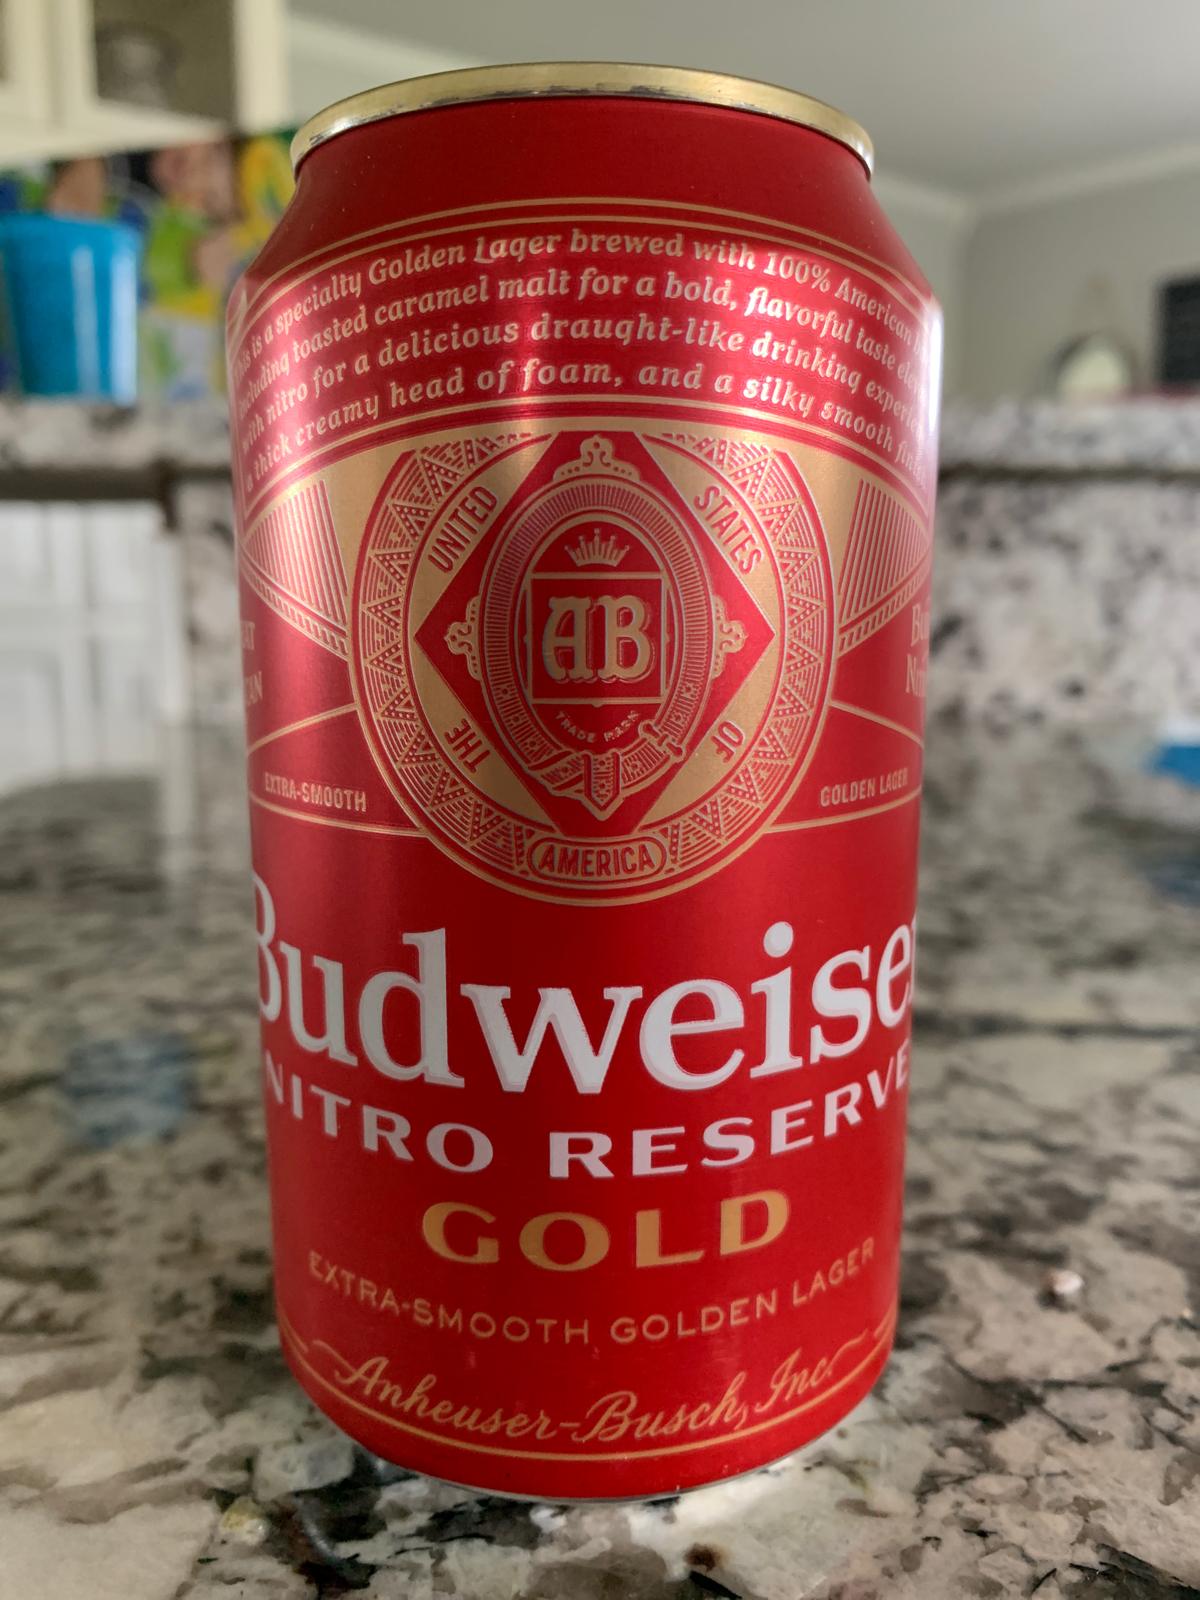 This is a specialty Golden Lager brewed with 100% American
including toasted caramel malt for a bold, flavorful taste
with nitro for a delicious draught-like drinking
a thick creamy head of foam, and a silky smooth
UNITED STATES
AB
TRADE MARK
THE OF
AMERICA
EXTRA-SMOOTH GOLDEN LAGER
Budweiser
NITRO RESERVE
GOLD
EXTRA-SMOOTH GOLDEN LAGER
Anheuser-Busch, Inc.